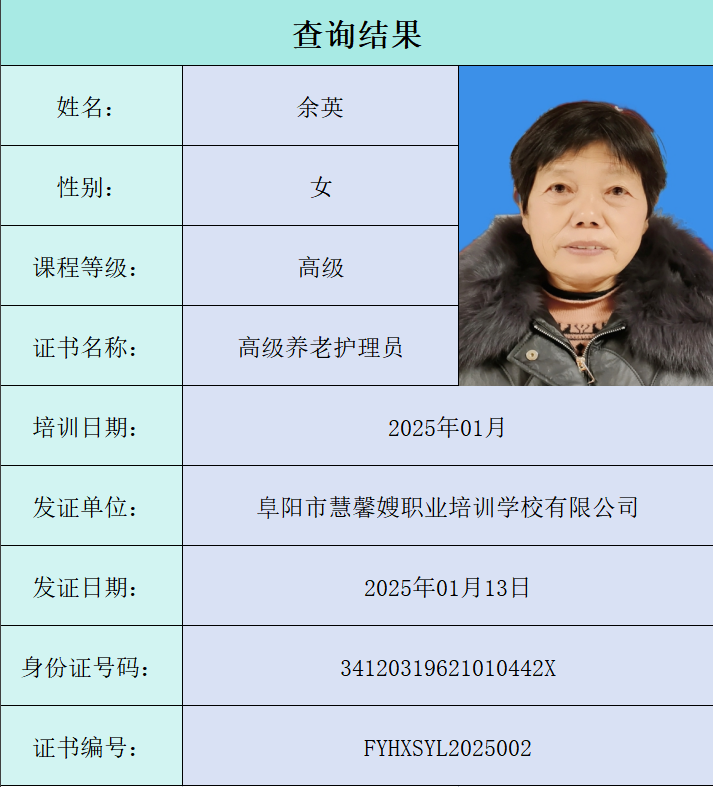 查询结果
姓名： 余英
性别： 女
课程等级： 高级
证书名称： 高级养老护理员
培训日期： 2025年01月
发证单位： 阜阳市慧馨嫂职业培训学校有限公司
发证日期： 2025年01月13日
身份证号码： 34120319621010442X
证书编号： FYHXSYL2025002